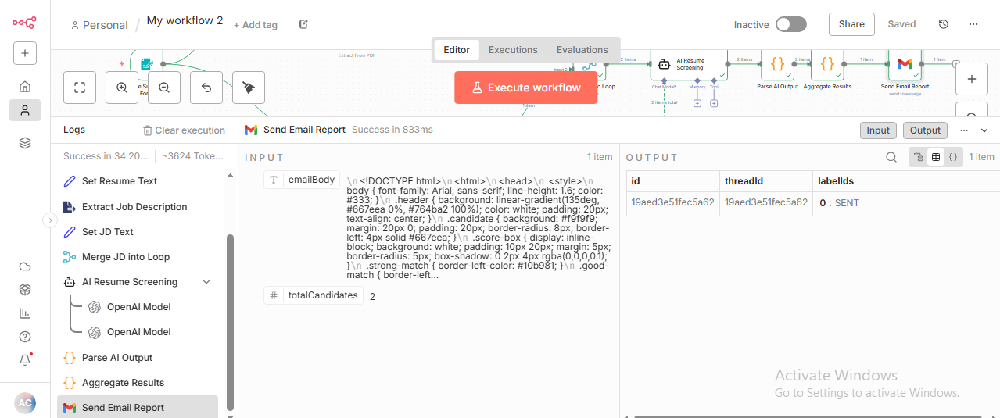 Personal / My workflow 2 + Add tag
Inactive Share Saved
Editor Executions Evaluations
Extract From PDF
2 items AI Resume Screening 2 items 2 items 1 item 1 item
Execute workflow
Loop Parse AI Output Aggregate Results Send Email Report
Chat Model* Memory Tool send: message
2 items total
1 item
Logs Clear execution
Send Email Report Success in 833ms Input Output
Success in 34.20... ~3624 Toke...
INPUT 1 item
OUTPUT 1 item
Set Resume Text
Extract Job Description
Set JD Text
Merge JD into Loop
AI Resume Screening
OpenAI Model
OpenAI Model
Parse AI Output
Aggregate Results
Send Email Report
AC
T emailBody
\n<!DOCTYPE html>\n<html>\n<head>\n <style>\n
body { font-family: Arial, sans-serif; line-height: 1.6; color:
#333; }\n .header { background: linear-gradient(135deg,
#667eea 0%, #764ba2 100%); color: white; padding: 20px;
text-align: center; }\n .candidate { background: #f9f9f9;
margin: 20px 0; padding: 20px; border-radius: 8px; border-
left: 4px solid #667eea; }\n .score-box { display: inline-
block; background: white; padding: 10px 20px; margin: 5px;
border-radius: 5px; box-shadow: 0 2px 4px rgba(0,0,0,0.1);
}\n .strong-match { border-left-color: #10b981; }\n .good-
match { border-left...
# totalCandidates 2
id threadId labelIds
19aed3e51fec5a62 19aed3e51fec5a62 0 : SENT
Activate Windows
Go to Settings to activate Windows.